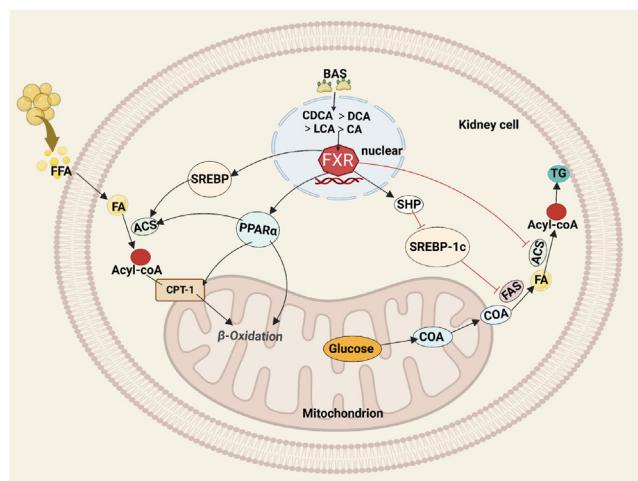 BAS
CDCA > DCA
> LCA > CA
Kidney cell
nuclear
FXR
FFA
SREBP
TG
FA
SHP
ACS
PPARα
Acyl-coA
SREBP-1c
ACS
Acyl-coA
FA
CPT-1
FAS
COA
β-Oxidation
Glucose
COA
Mitochondrion